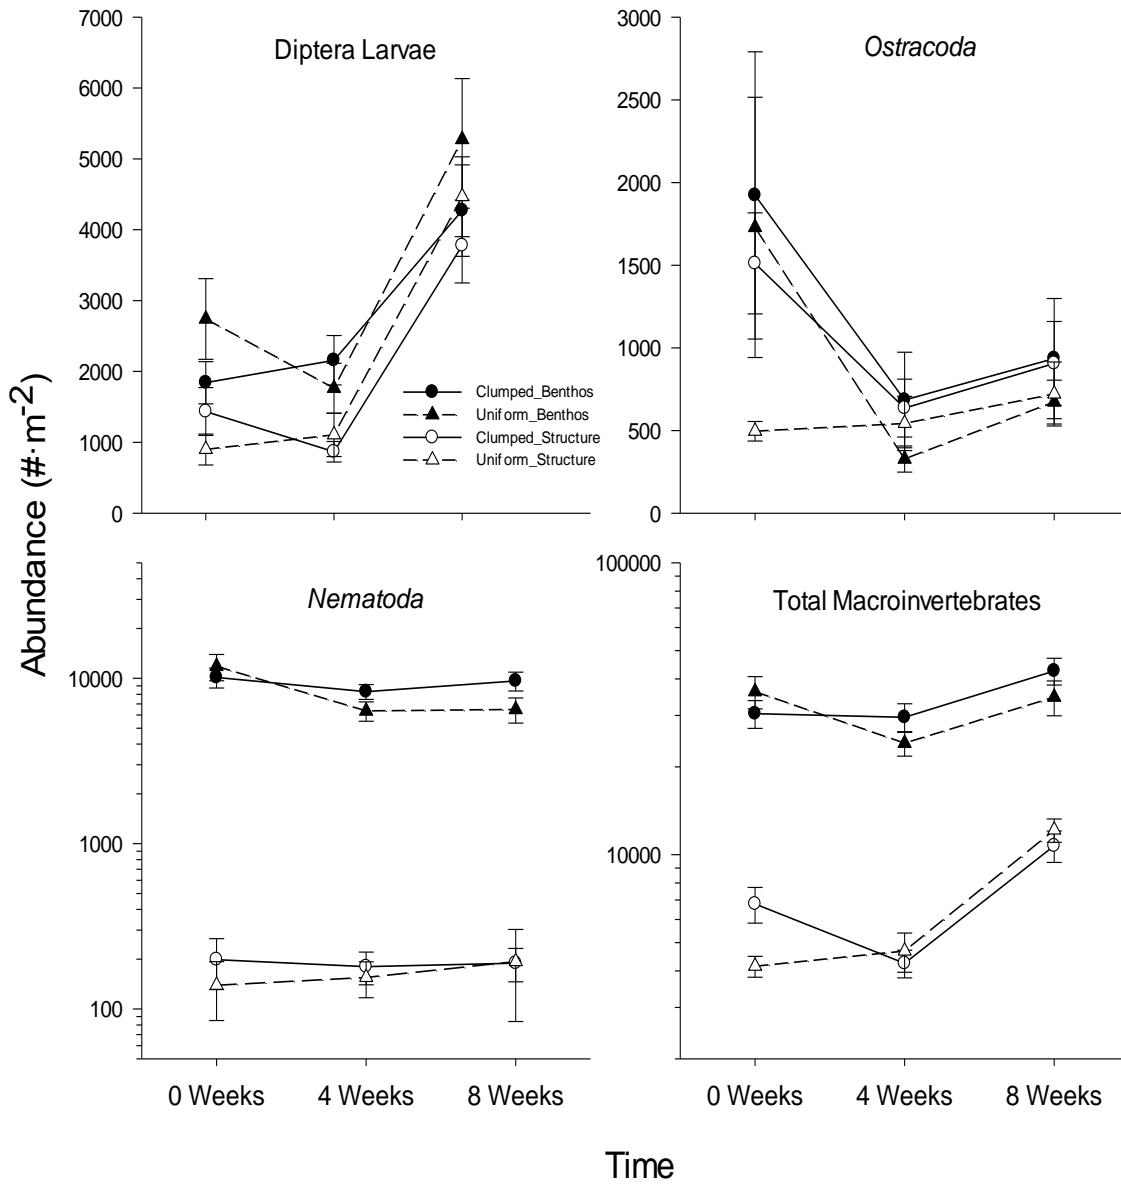 7000
6000
5000
4000
3000
2000
1000
0
Diptera Larvae
Clumped_Benthos
Uniform_Benthos
Clumped_Structure
Uniform_Structure
3000
2500
2000
1500
1000
500
0
Ostracoda
Abundance (#·m-2)
10000
1000
100
Nematoda
0 Weeks
4 Weeks
8 Weeks
100000
10000
Total Macroinvertebrates
0 Weeks
4 Weeks
8 Weeks
Time